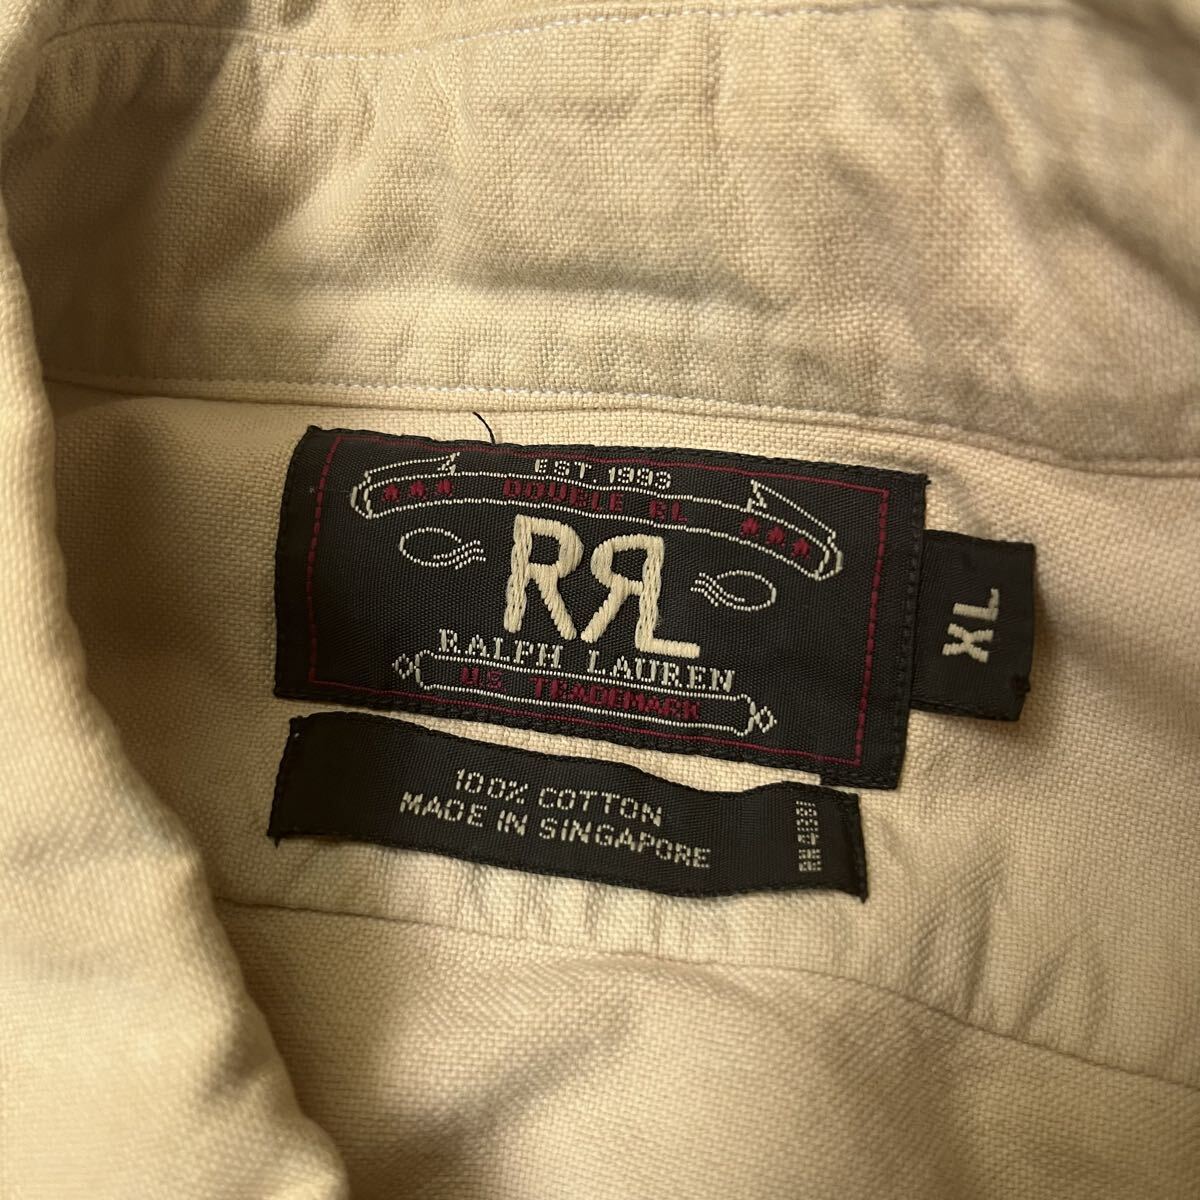 EST. 1993
DOUBLE RL
RRL
RALPH LAUREN
U.S. TRADEMARK
XL
100% COTTON
MADE IN SINGAPORE